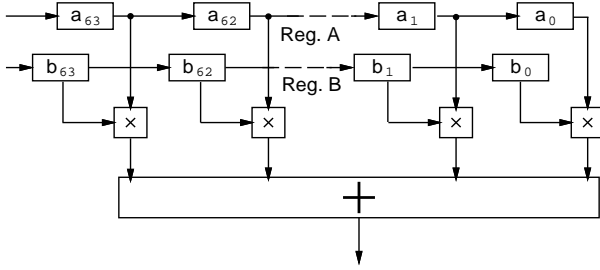 a63 a62 a1 a0
Reg. A
b63 b62 b1 b0
Reg. B
× × × ×
+